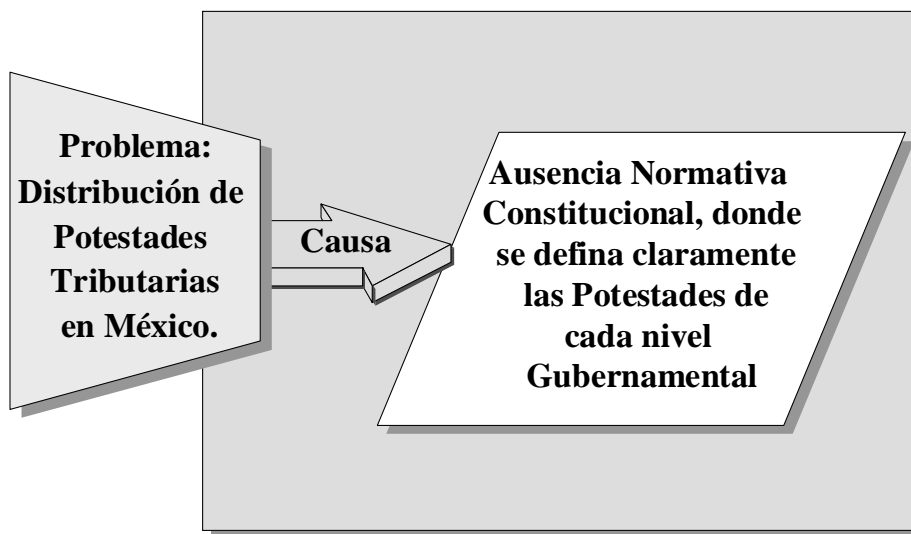 Problema:
Distribución de
Potestades
Tributarias
en México.
Causa
Ausencia Normativa
Constitucional, donde
se defina claramente
las Potestades de
cada nivel
Gubernamental